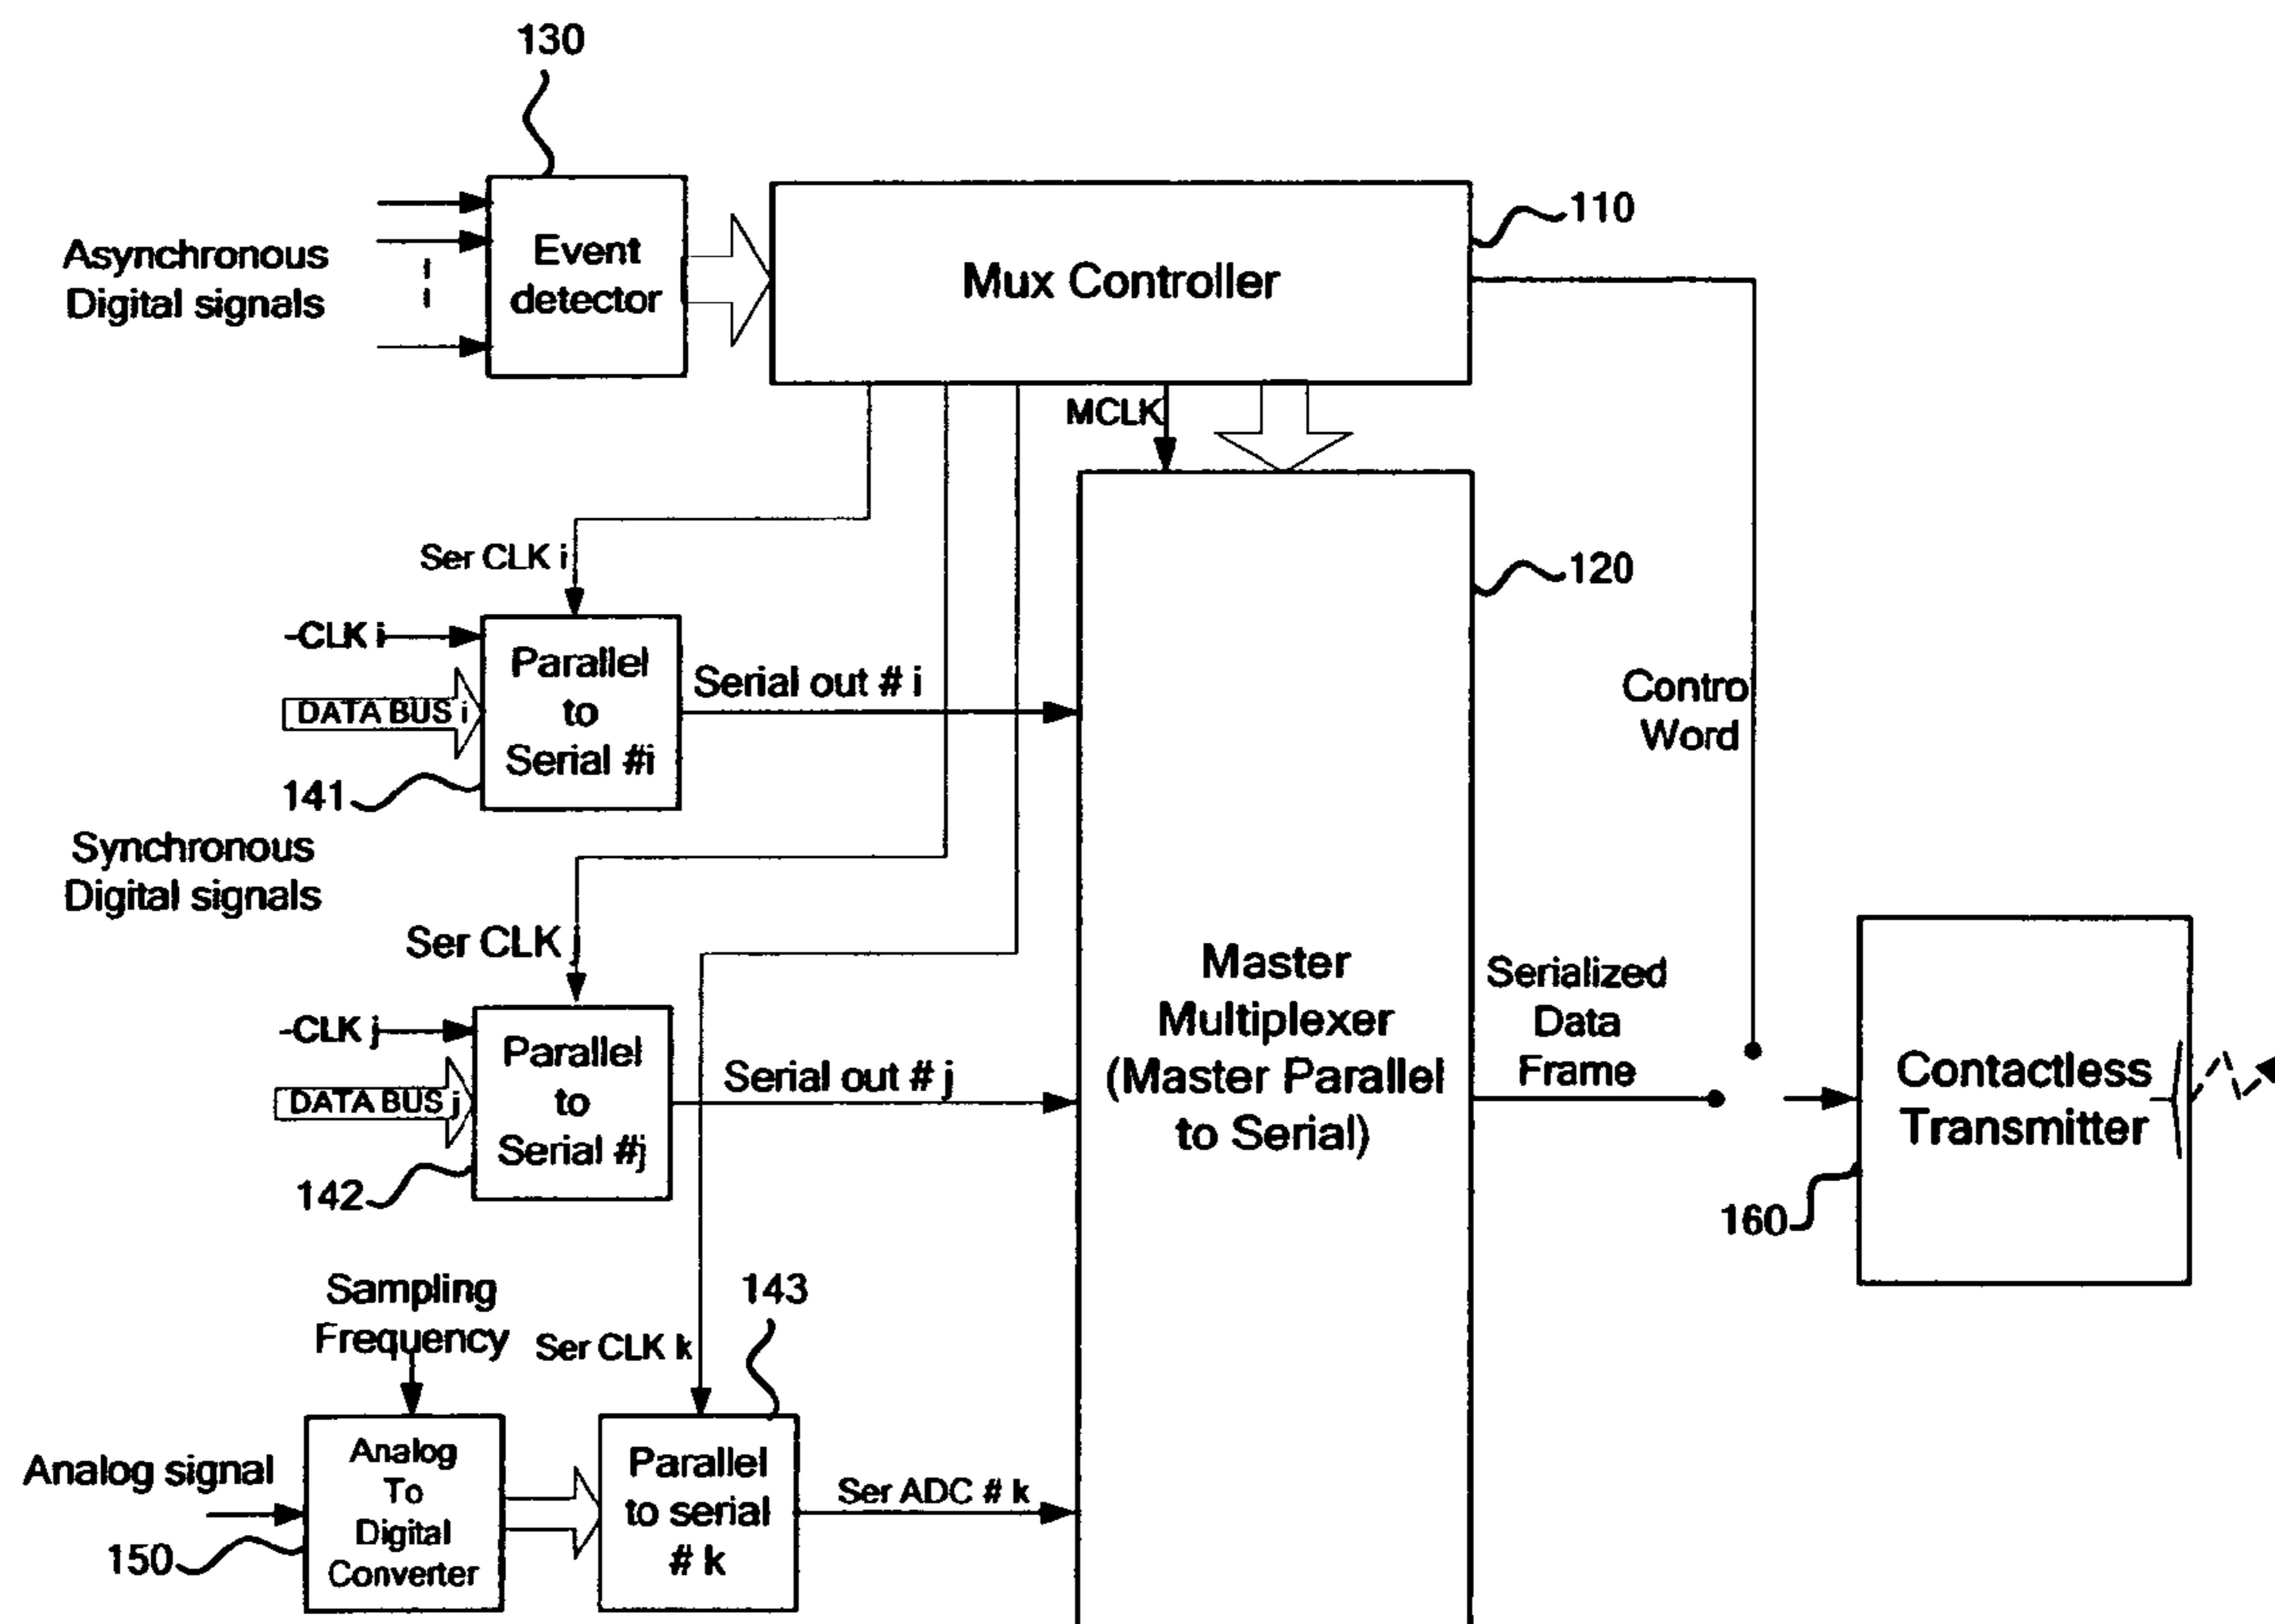 130
Asynchronous
Digital signals
Event
detector
Mux Controller
110
MCLK
Ser CLK i
-CLK i
DATA BUS i
Parallel
to
Serial #i
141
Serial out # i
120
Contro
Word
Synchronous
Digital signals
Ser CLK j
-CLK j
DATA BUS j
Parallel
to
Serial #j
142
Serial out # j
Master
Multiplexer
(Master Parallel
to Serial)
Serialized
Data
Frame
Contactless
Transmitter
160
Sampling
Frequency
Ser CLK k
143
Analog signal
150
Analog
To
Digital
Converter
Parallel
to serial
# k
Ser ADC # k